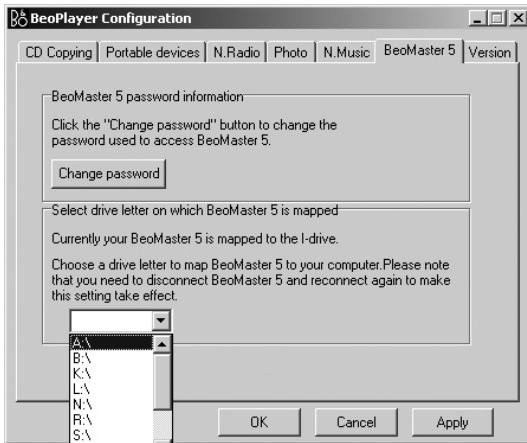 BeoPlayer Configuration
CD Copying Portable devices N.Radio Photo N.Music BeoMaster 5 Version
BeoMaster 5 password information
Click the "Change password" button to change the
password used to access BeoMaster 5.
Change password
Select drive letter on which BeoMaster 5 is mapped
Currently your BeoMaster 5 is mapped to the I-drive.
Choose a drive letter to map BeoMaster 5 to your computer.Please note
that you need to disconnect BeoMaster 5 and reconnect again to make
this setting take effect.
A:\
B:\
K:\
L:\
N:\
R:\
S:\
OK Cancel Apply